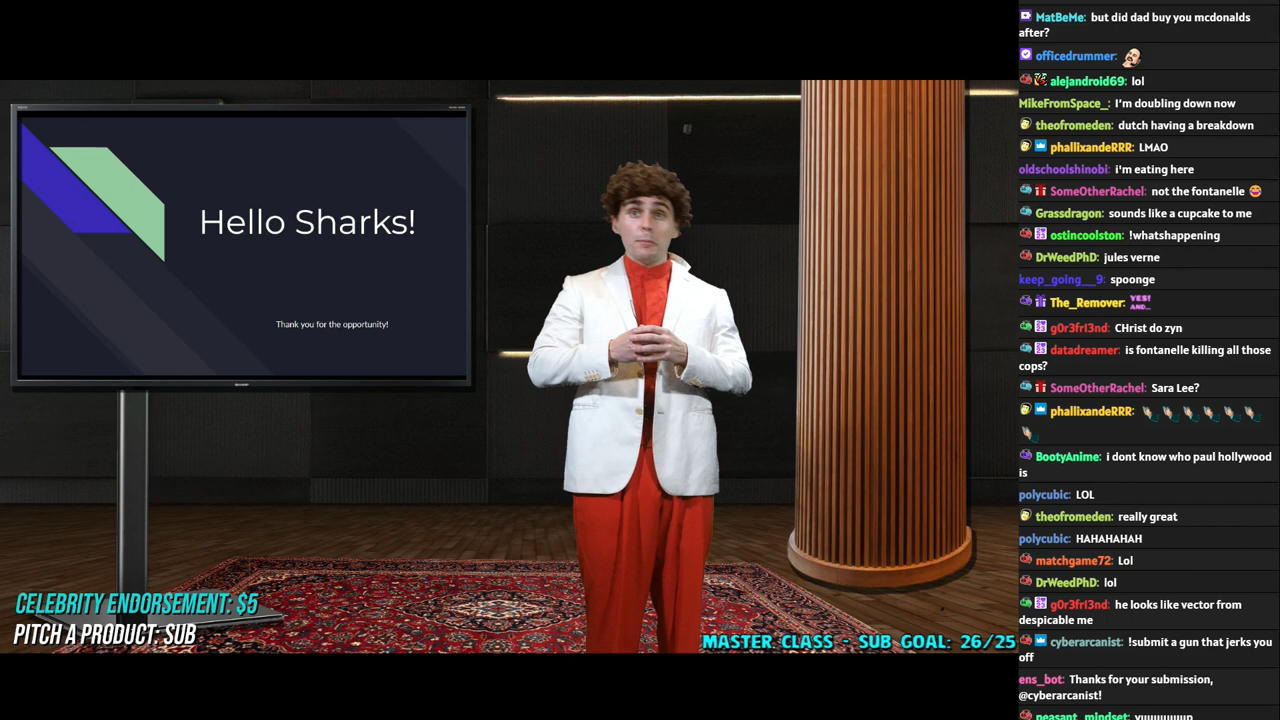 Hello Sharks!
Thank you for the opportunity!
CELEBRITY ENDORSEMENT: $5
PITCH A PRODUCT: SUB
MASTER CLASS - SUB GOAL: 26/25
MatBeMe: but did dad buy you mcdonalds
after?
officedrummer:
alejandroid69: lol
MikeFromSpace_: I'm doubling down now
theofromeden: dutch having a breakdown
phallixandeRRR: LMAO
oldschoolshinobi: i'm eating here
SomeOtherRachel: not the fontanelle
Grassdragon: sounds like a cupcake to me
ostincoolston: !whatshappening
DrWeedPhD: jules verne
keep_going__9: spoonge
The_Remover: YES! AND...
g0r3frI3nd: CHrist do zyn
datadreamer: is fontanelle killing all those
cops?
SomeOtherRachel: Sara Lee?
phallixandeRRR:
BootyAnime: i dont know who paul hollywood
is
polycubic: LOL
theofromeden: really great
polycubic: HAHAHAHAH
matchgame72: Lol
DrWeedPhD: lol
g0r3frI3nd: he looks like vector from
despicable me
cyberarcanist: !submit a gun that jerks you
off
ens_bot: Thanks for your submission,
@cyberarcanist!
peasant_mindset: